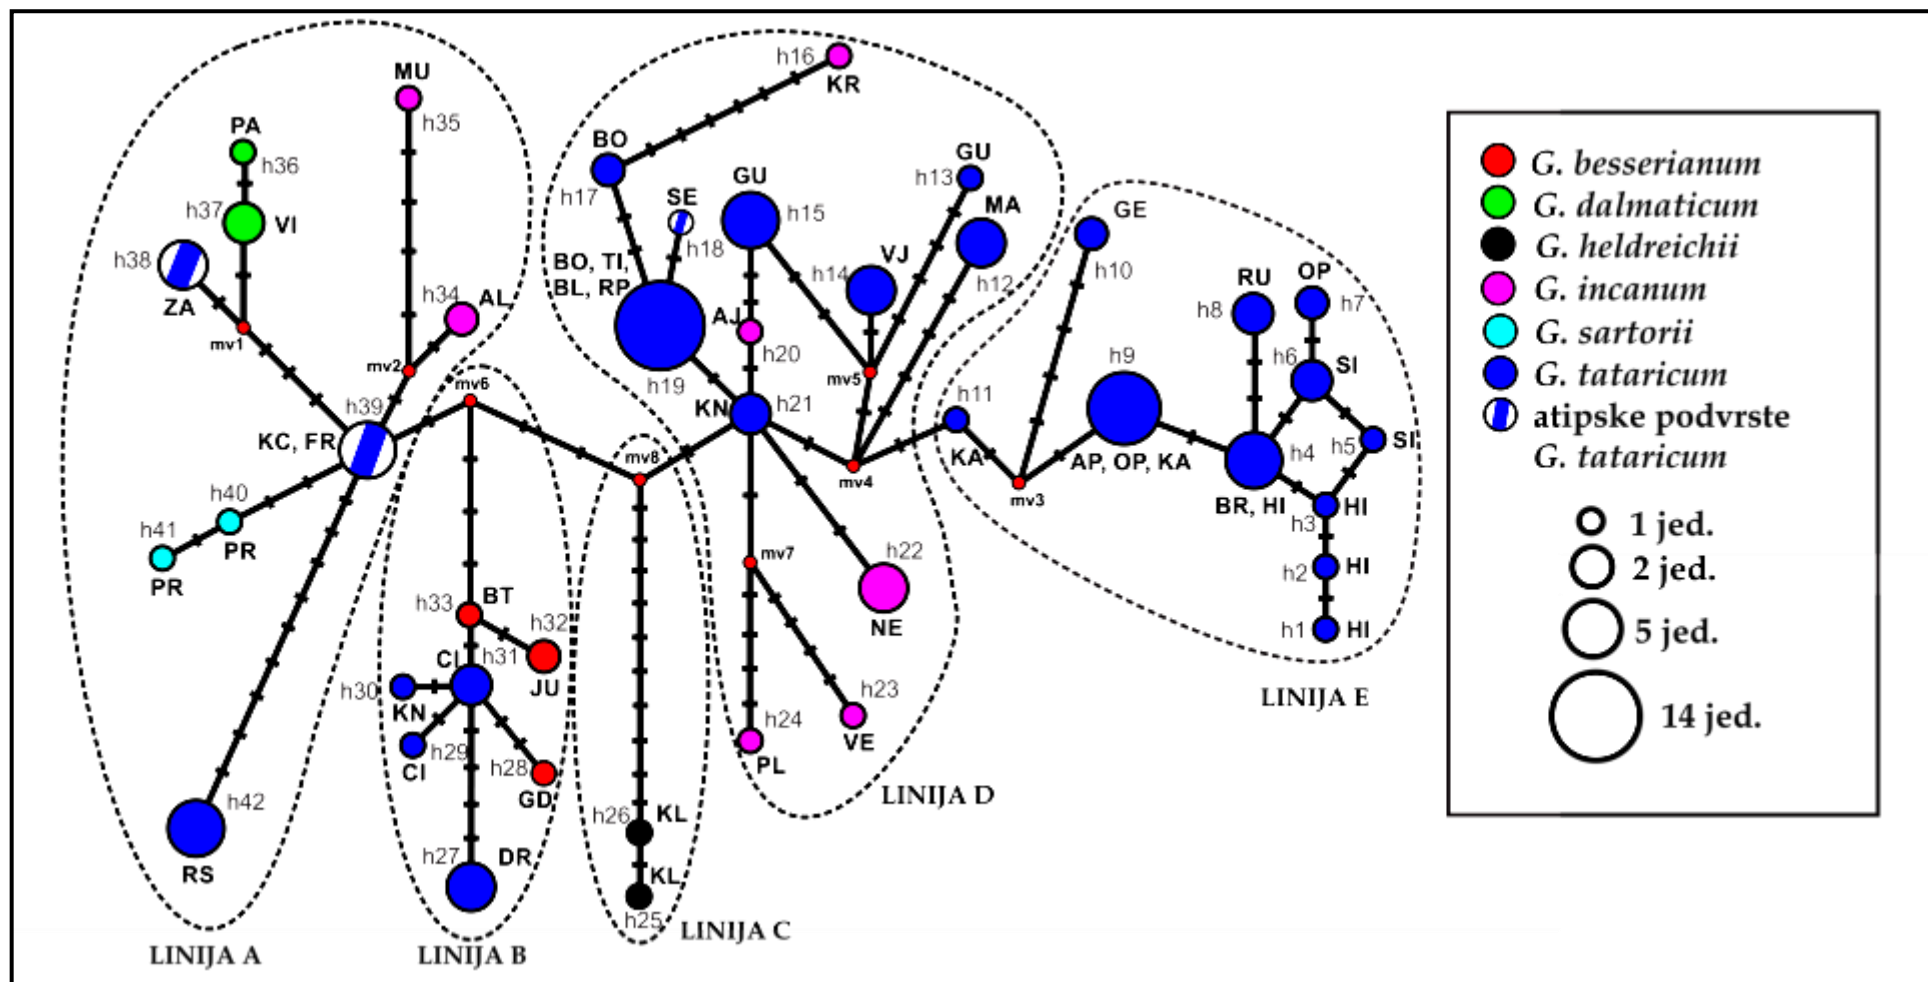 h16
KR
MU
h35
PA
h36
h37
VI
h38
ZA
mv1
h34
AL
mv2
h39
KC, FR
h40
PR
h41
PR
h42
RS
LINIJA A
mv6
h33
BT
h32
JU
CI
h31
h30
KN
CI
h29
h28
GD
h27
DR
LINIJA B
mv8
h26
KL
KL
h25
LINIJA C
BO
h17
SE
h18
BO, TI,
BL, RP
h19
GU
h15
AJ
h20
KN
h21
h14
VJ
mv5
GU
h13
MA
h12
mv4
mv7
h22
NE
h23
VE
h24
PL
LINIJA D
GE
h10
h11
KA
mv3
h9
AP, OP, KA
RU
h8
OP
h7
h6
SI
h5
SI
h4
BR, HI
h3
HI
h2
HI
h1
HI
LINIJA E
G. besserianum
G. dalmaticum
G. heldreichii
G. incanum
G. sartorii
G. tataricum
atipske podvrste
G. tataricum
1 jed.
2 jed.
5 jed.
14 jed.